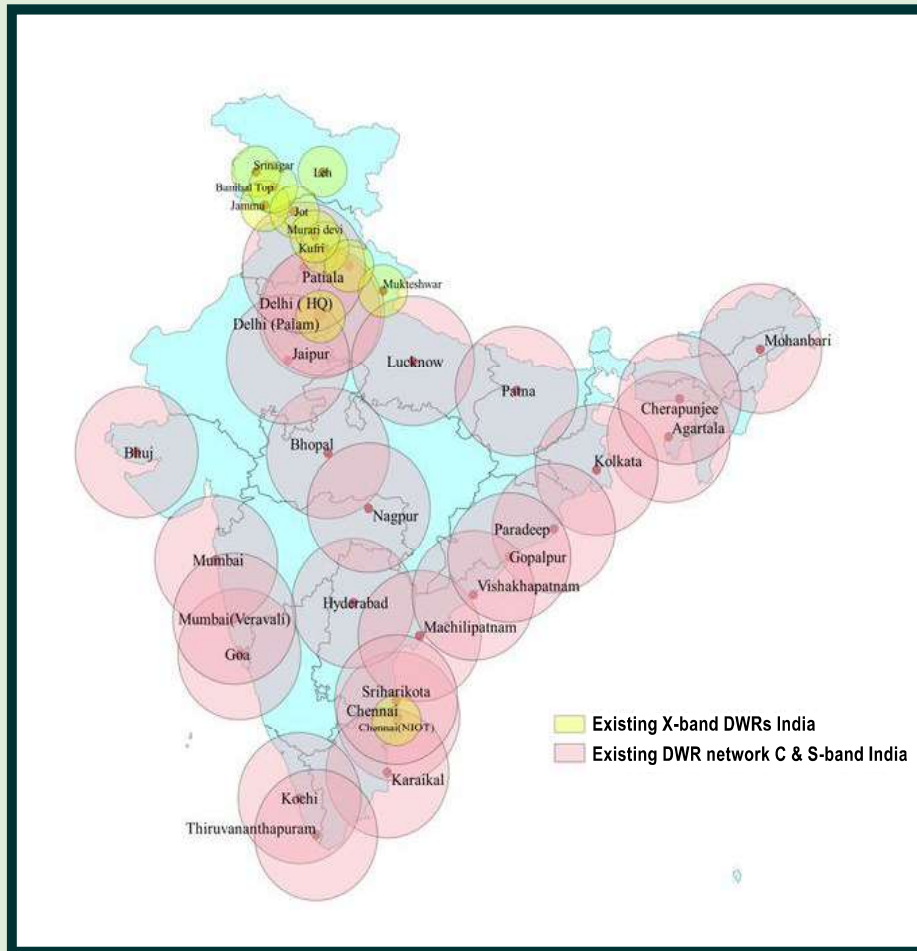 Srinagar
Leh
Banihal Top
Jammu
Jot
Murari devi
Kufri
Patiala
Mukteshwar
Delhi ( HQ)
Delhi (Palam)
Jaipur
Lucknow
Patna
Mohanbari
Cherapunjee
Agartala
Bhuj
Bhopal
Kolkata
Nagpur
Paradeep
Gopalpur
Mumbai
Vishakhapatnam
Hyderabad
Mumbai(Veravali)
Machilipatnam
Goa
Sriharikota
Chennai
Chennai(NIOT)
Existing X-band DWRs India
Existing DWR network C & S-band India
Karaikal
Kochi
Thiruvananthapuram